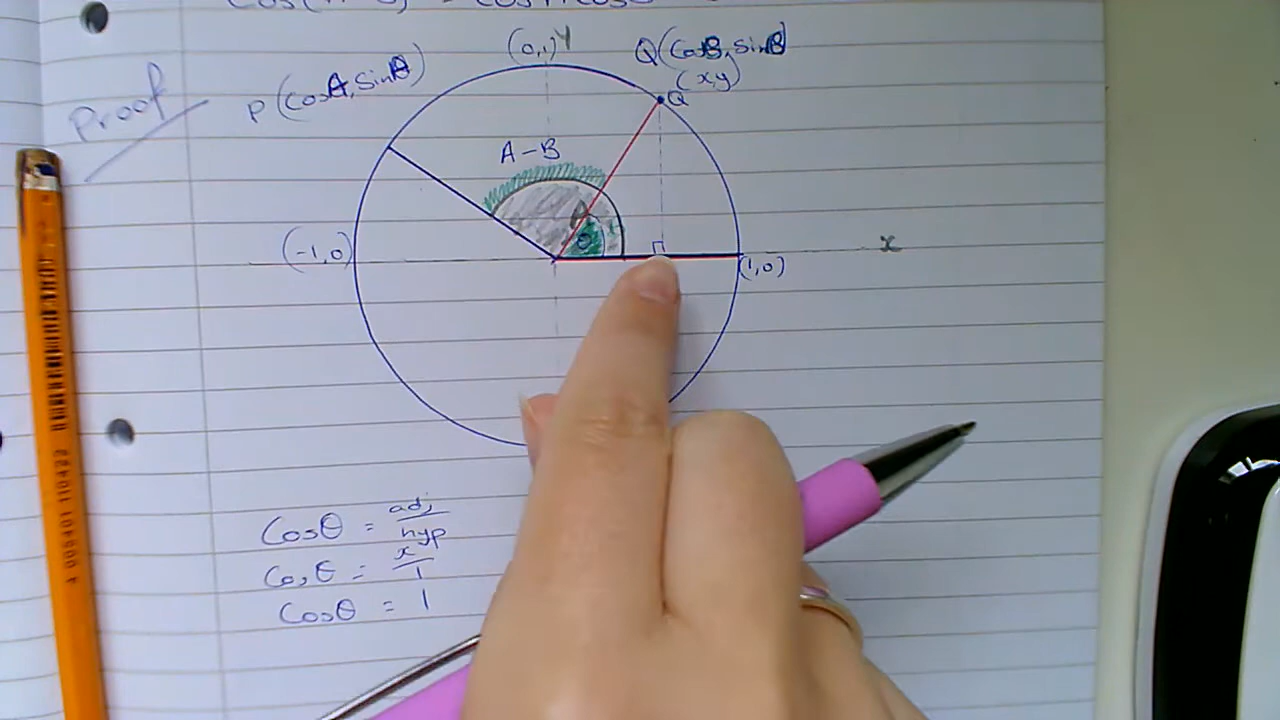 Proof
P(CosA, SinA)
(0,1) y
Q(CosB, SinB)
(x,y)
Q
A-B
(-1,0)
(1,0)
x
Cosθ = adj/hyp
Cosθ = x/1
Cosθ = 1